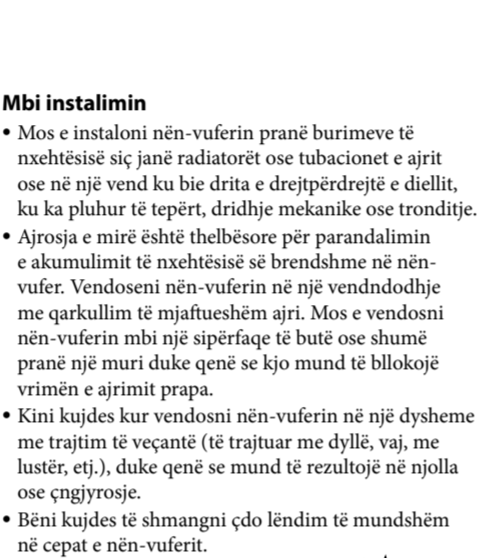 Mbi instalimin
• Mos e instaloni nën-vuferin pranë burimeve të
nxehtësisë siç janë radiatorët ose tubacionet e ajrit
ose në një vend ku bie drita e drejtpërdrejtë e diellit,
ku ka pluhur të tepërt, dridhje mekanike ose tronditje.
• Ajrosja e mirë është thelbësore për parandalimin
e akumulimit të nxehtësisë së brendshme në nën-
vufer. Vendoseni nën-vuferin në një vendndodhje
me qarkullim të mjaftueshëm ajri. Mos e vendosni
nën-vuferin mbi një sipërfaqe të butë ose shumë
pranë një muri duke qenë se kjo mund të bllokojë
vrimën e ajrimit prapa.
• Kini kujdes kur vendosni nën-vuferin në një dysheme
me trajtim të veçantë (të trajtuar me dyllë, vaj, me
lustër, etj.), duke qenë se mund të rezultojë në njolla
ose çngjyrosje.
• Bëni kujdes të shmangni çdo lëndim të mundshëm
në cepat e nën-vuferit.